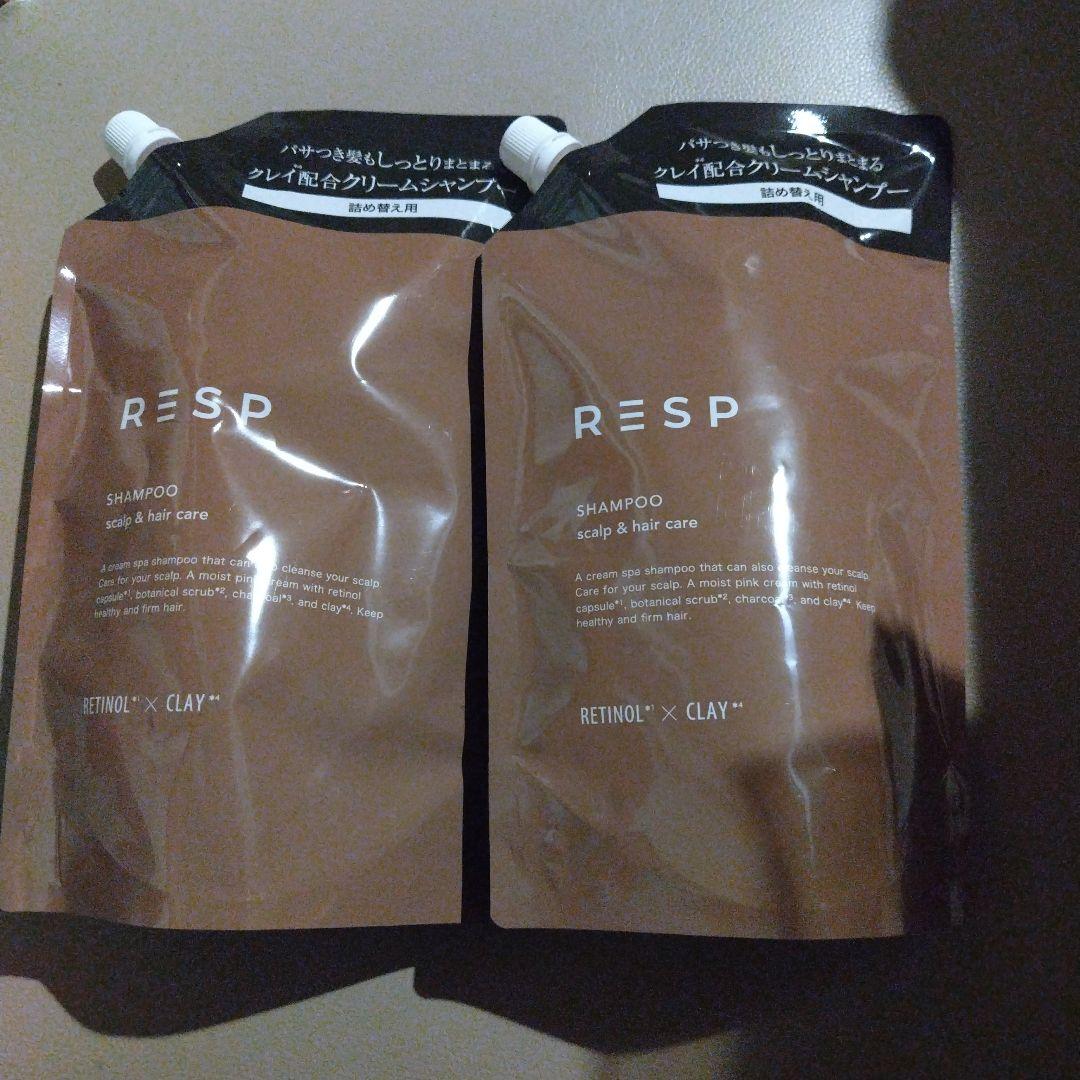 パサつき髪もしっとりまとまる
クレイ配合クリームシャンプー
詰め替え用
RESP
SHAMPOO
scalp & hair care
A cream spa shampoo that can also cleanse your scalp.
Care for your scalp. A moist pink cream with retinol
capsule*1, botanical scrub*2, charcoal*3, and clay*4. Keep
healthy and firm hair.
RETINOL*1 × CLAY*4
パサつき髪もしっとりまとまる
クレイ配合クリームシャンプー
詰め替え用
RESP
SHAMPOO
scalp & hair care
A cream spa shampoo that can also cleanse your scalp.
Care for your scalp. A moist pink cream with retinol
capsule*1, botanical scrub*2, charcoal*3, and clay*4. Keep
healthy and firm hair.
RETINOL*1 × CLAY*4